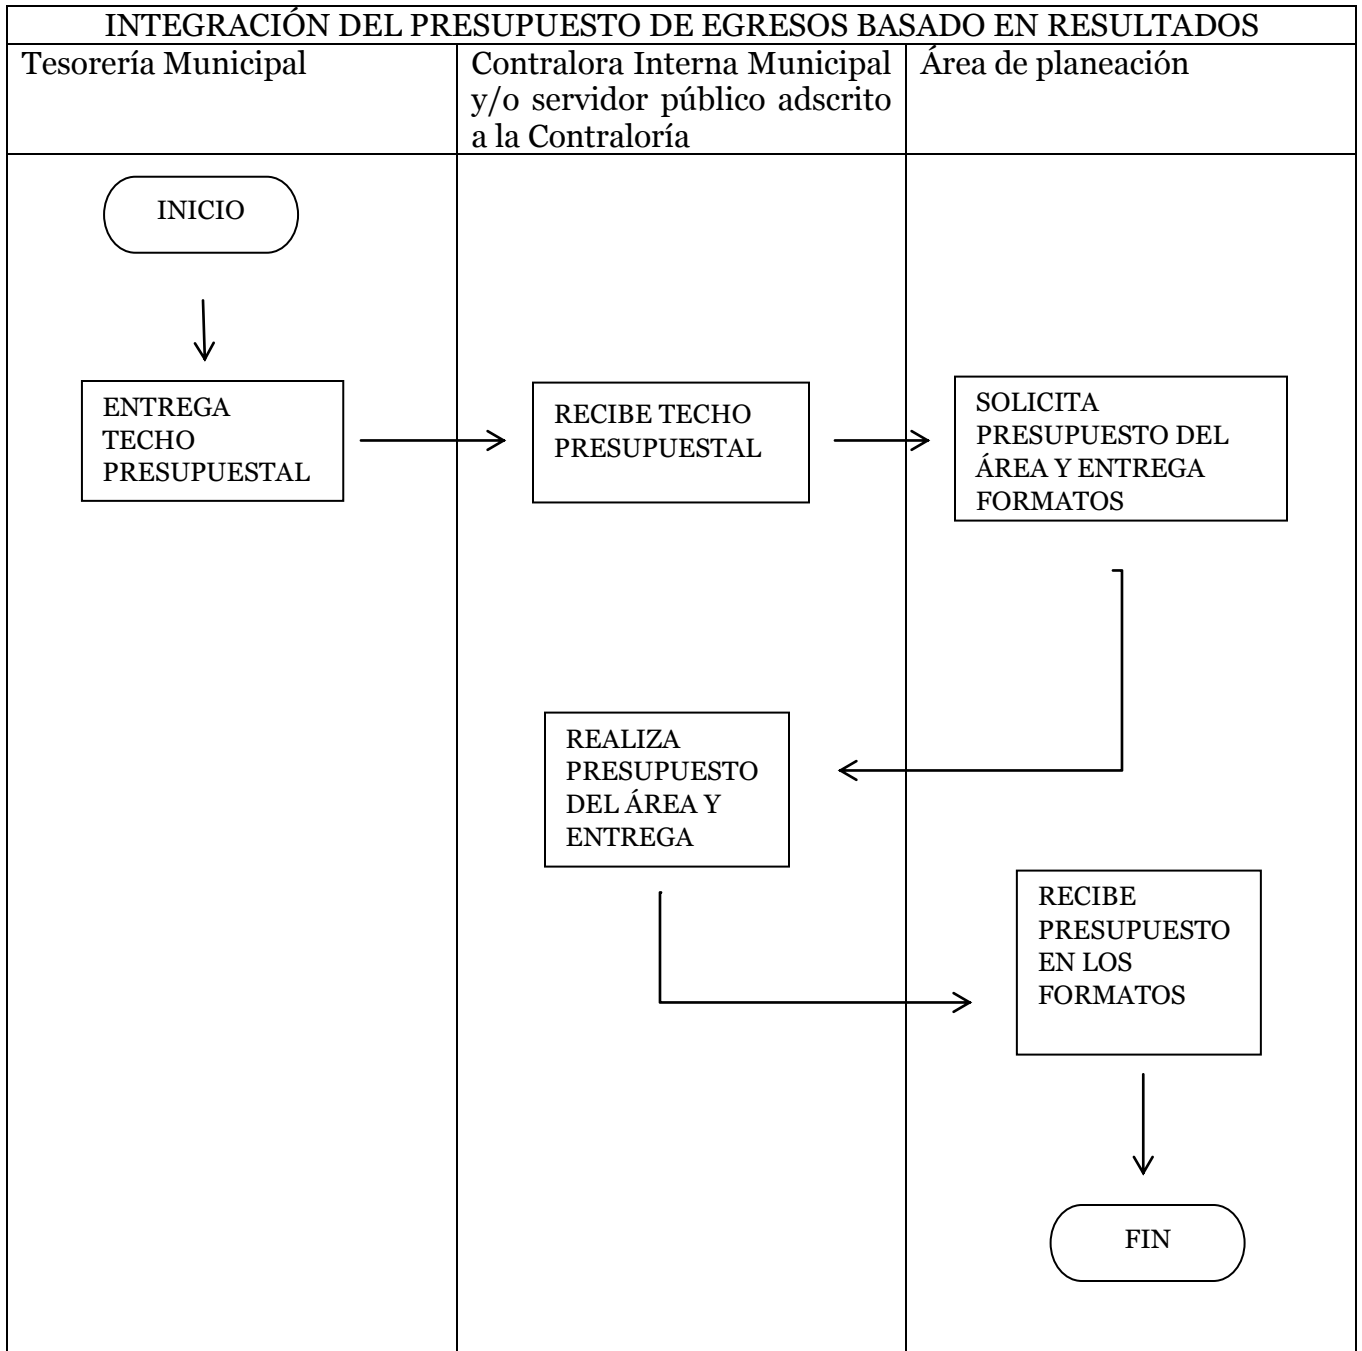 INTEGRACIÓN DEL PRESUPUESTO DE EGRESOS BASADO EN RESULTADOS
Tesorería Municipal
Contralora Interna Municipal
y/o servidor público adscrito
a la Contraloría
Área de planeación
INICIO
ENTREGA
TECHO
PRESUPUESTAL
RECIBE TECHO
PRESUPUESTAL
SOLICITA
PRESUPUESTO DEL
ÁREA Y ENTREGA
FORMATOS
REALIZA
PRESUPUESTO
DEL ÁREA Y
ENTREGA
RECIBE
PRESUPUESTO
EN LOS
FORMATOS
FIN